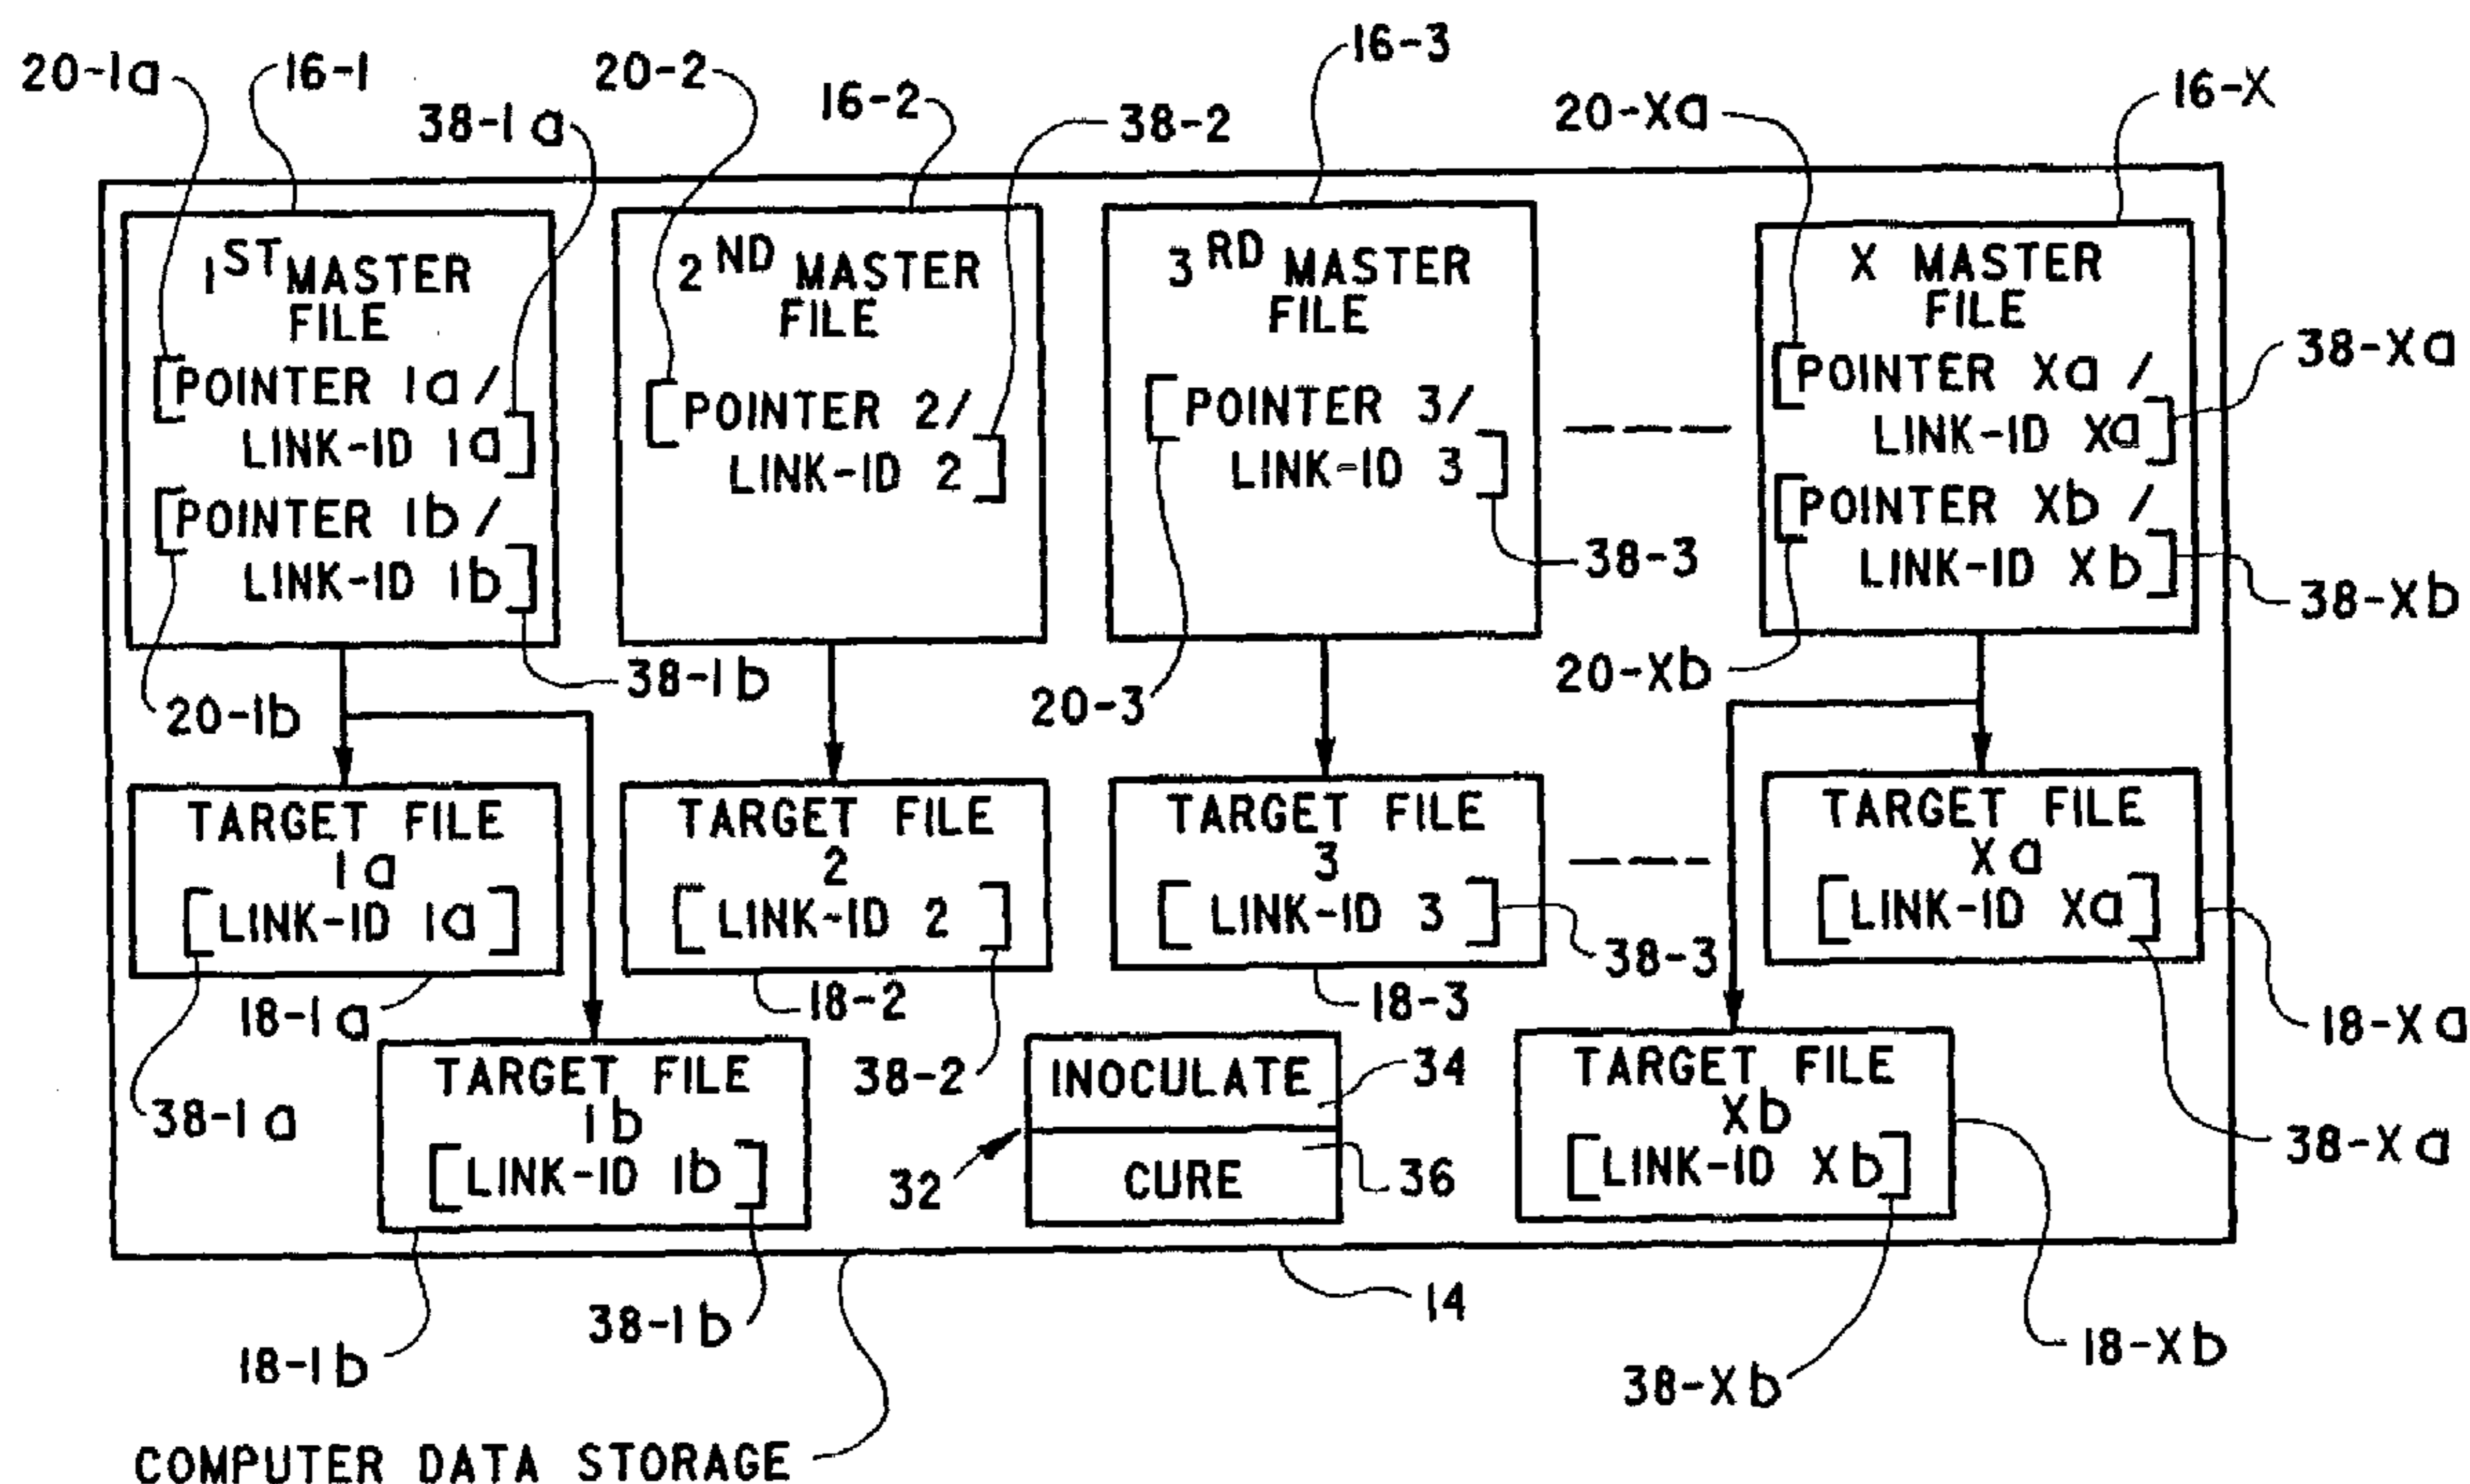 16-3
20-1a
16-1
20-2
16-2
38-2
38-1a
20-Xa
16-X
1ST MASTER
FILE
[POINTER 1a/
LINK-ID 1a]
[POINTER 1b/
LINK-ID 1b]
2ND MASTER
FILE
[POINTER 2/
LINK-ID 2]
3RD MASTER
FILE
[POINTER 3/
LINK-ID 3]
X MASTER
FILE
[POINTER Xa /
LINK-ID Xa]
[POINTER Xb /
LINK-ID Xb]
38-Xa
38-3
38-Xb
20-1b
38-1b
20-3
20-Xb
TARGET FILE
1a
[LINK-ID 1a]
TARGET FILE
2
[LINK-ID 2]
TARGET FILE
3
[LINK-ID 3]
TARGET FILE
Xa
[LINK-ID Xa]
38-3
18-1a
18-2
18-3
18-Xa
38-1a
TARGET FILE
1b
[LINK-ID 1b]
38-2
32
INOCULATE
CURE
34
36
TARGET FILE
Xb
[LINK-ID Xb]
38-Xa
18-1b
38-1b
14
38-Xb
18-Xb
COMPUTER DATA STORAGE